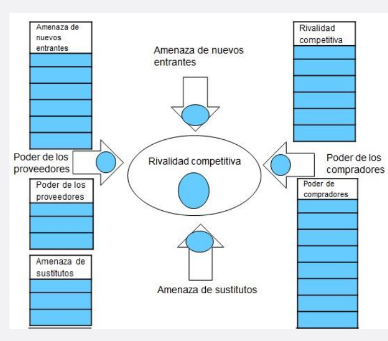 Amenaza de
nuevos
entrantes
Amenaza de nuevos
entrantes
Rivalidad
competitiva
Poder de los
proveedores
Rivalidad competitiva
Poder de los
compradores
Poder de los
proveedores
Poder de
compradores
Amenaza de
sustitutos
Amenaza de sustitutos